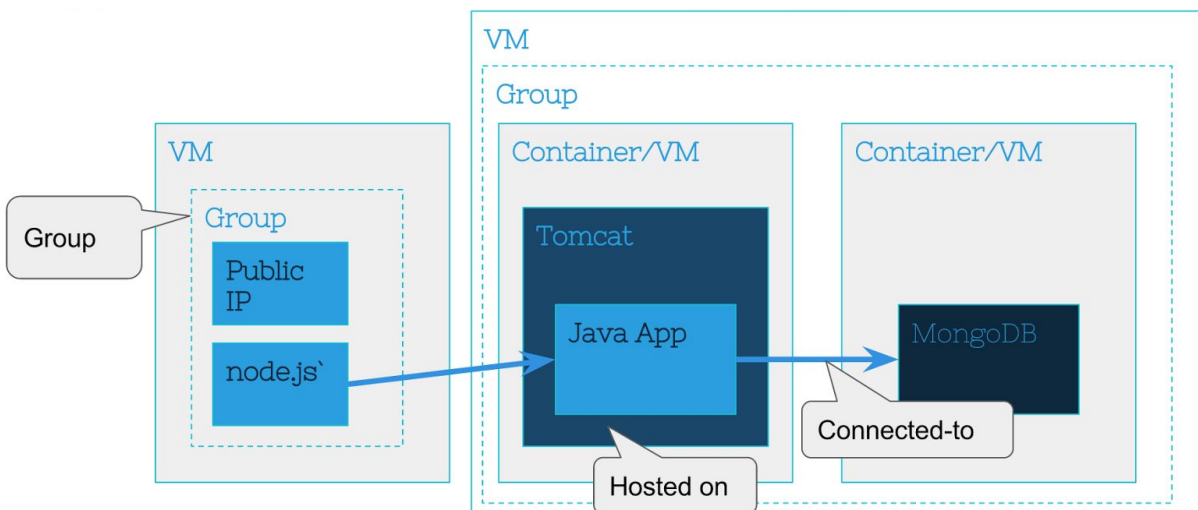 VM
Group
VM
Container/VM
Container/VM
Group
Group
Tomcat
Public
IP
Java App
MongoDB
node.js`
Connected-to
Hosted on